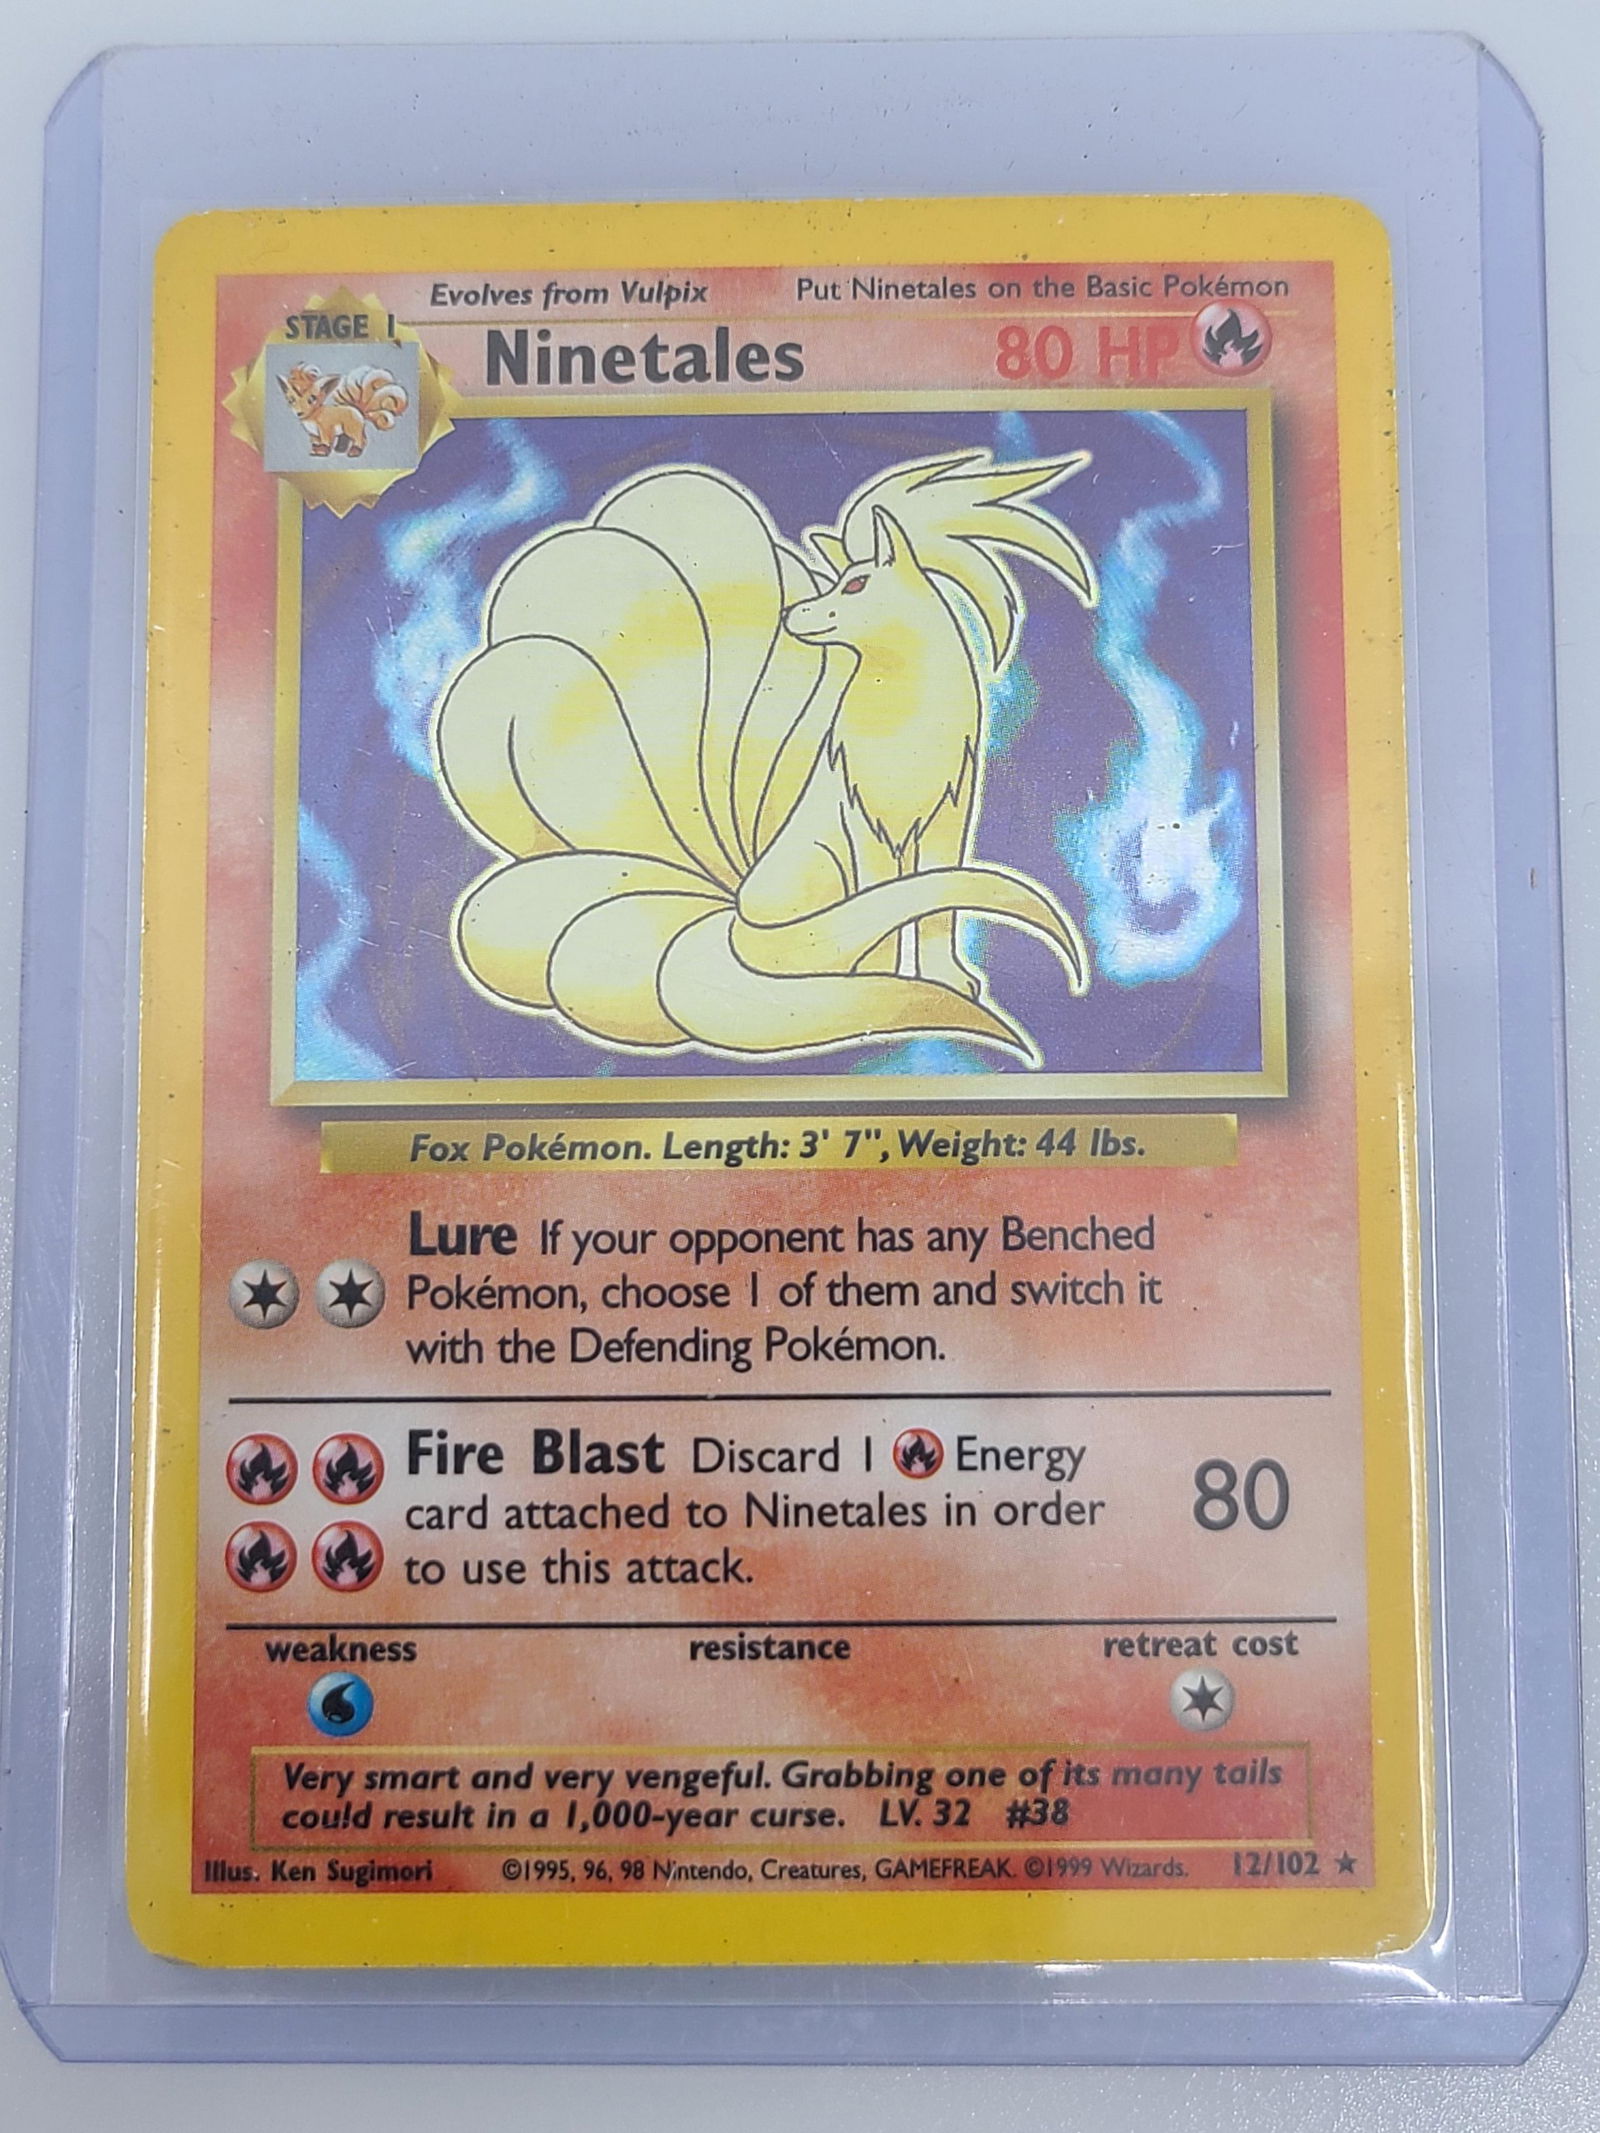 Evolves from Vulpix Put Ninetales on the Basic Pokémon
STAGE 1
Ninetales 80 HP
Fox Pokémon. Length: 3' 7", Weight: 44 lbs.
Lure If your opponent has any Benched
Pokémon, choose 1 of them and switch it
with the Defending Pokémon.
Fire Blast Discard 1 Energy
card attached to Ninetales in order
to use this attack.
80
weakness resistance retreat cost
Very smart and very vengeful. Grabbing one of its many tails
could result in a 1,000-year curse. LV. 32 #38
Illus. Ken Sugimori ©1995, 96, 98 Nintendo, Creatures, GAMEFREAK. ©1999 Wizards. 12/102 ★